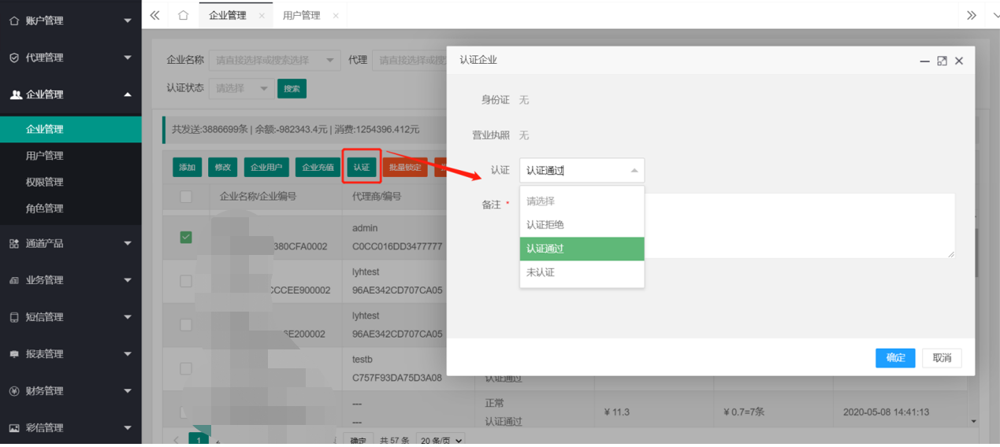 账户管理
代理管理
企业管理
企业管理
用户管理
权限管理
角色管理
通道产品
业务管理
短信管理
报表管理
财务管理
彩信管理
企业管理 ×
用户管理 ×
企业名称 请直接选择或搜索选择 代理 请直接选择或搜
认证状态 请选择 搜索
共发送:3886699条 | 余额:-982343.4元 | 消费:1254396.412元
添加 修改 企业用户 企业充值 认证 批量锁定
企业名称/企业编号 代理商/编号
admin
380CFA0002 C0CC016DD3477777
lyhtest
CCCEE900002 96AE342CD707CA05
lyhtest
6E200002 96AE342CD707CA05
testb
C757F93DA75D3A08 认证通过
--- 正常
¥ 11.3 ¥ 0.7=7条 2020-05-08 14:41:13
--- 认证通过
1 确定 共 57 条 20 条/页
认证企业
身份证 无
营业执照 无
认证 认证通过
备注 *
请选择
认证拒绝
认证通过
未认证
确定 取消